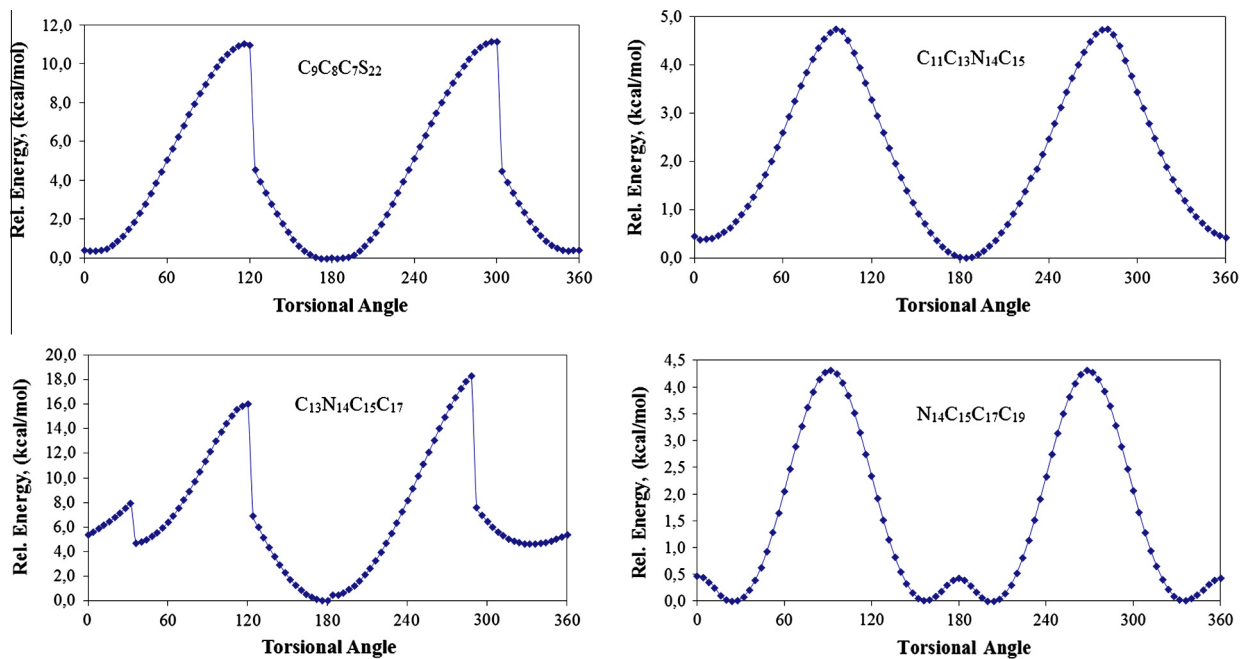 12,0
10,0
8,0
6,0
4,0
2,0
0,0
Rel. Energy, (kcal/mol)
C₉C₈C₇S₂₂
0 60 120 180 240 300 360
Torsional Angle
5,0
4,0
3,0
2,0
1,0
0,0
Rel. Energy, (kcal/mol)
C₁₁C₁₃N₁₄C₁₅
0 60 120 180 240 300 360
Torsional Angle
20,0
18,0
16,0
14,0
12,0
10,0
8,0
6,0
4,0
2,0
0,0
Rel. Energy, (kcal/mol)
C₁₃N₁₄C₁₅C₁₇
0 60 120 180 240 300 360
Torsional Angle
4,5
4,0
3,5
3,0
2,5
2,0
1,5
1,0
0,5
0,0
Rel. Energy, (kcal/mol)
N₁₄C₁₅C₁₇C₁₉
0 60 120 180 240 300 360
Torsional Angle